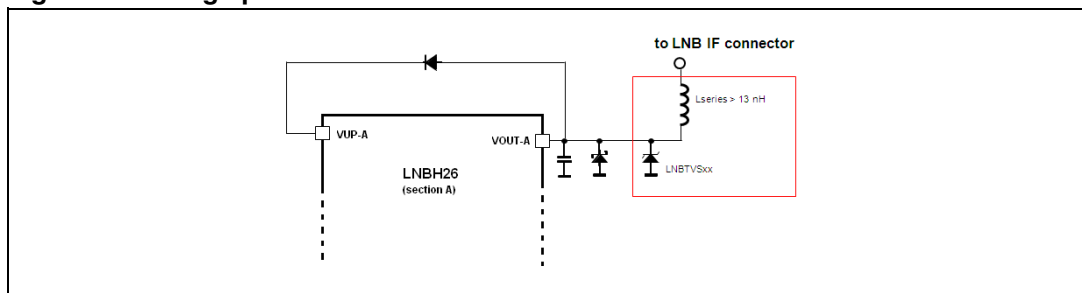 to LNB IF connector
Lseries > 13 nH
VUP-A
VOUT-A
LNBH26
(section A)
LNBTVSxx